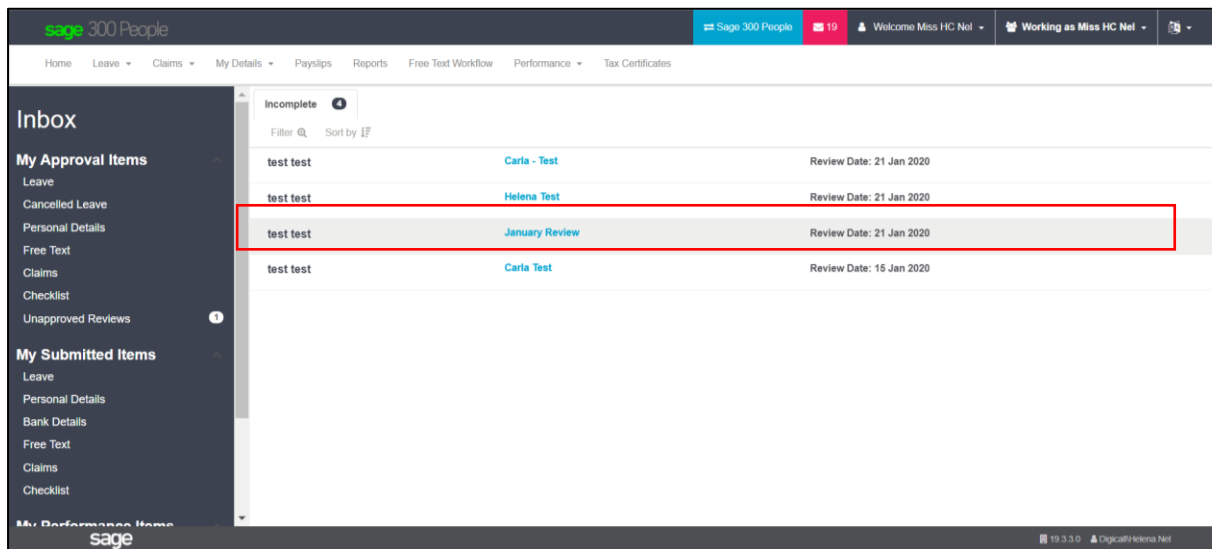 sage 300 People
Sage 300 People
19
Welcome Miss HC Nel
Working as Miss HC Nel
Home Leave Claims My Details Payslips Reports Free Text Workflow Performance Tax Certificates
Inbox
My Approval Items
Leave
Cancelled Leave
Personal Details
Free Text
Claims
Checklist
Unapproved Reviews 1
My Submitted Items
Leave
Personal Details
Bank Details
Free Text
Claims
Checklist
My Performance Items
Incomplete 4
Filter Sort by
test test Carla - Test Review Date: 21 Jan 2020
test test Helena Test Review Date: 21 Jan 2020
test test January Review Review Date: 21 Jan 2020
test test Carla Test Review Date: 15 Jan 2020
sage
19.3.3.0 Digicall\Helena.Nel